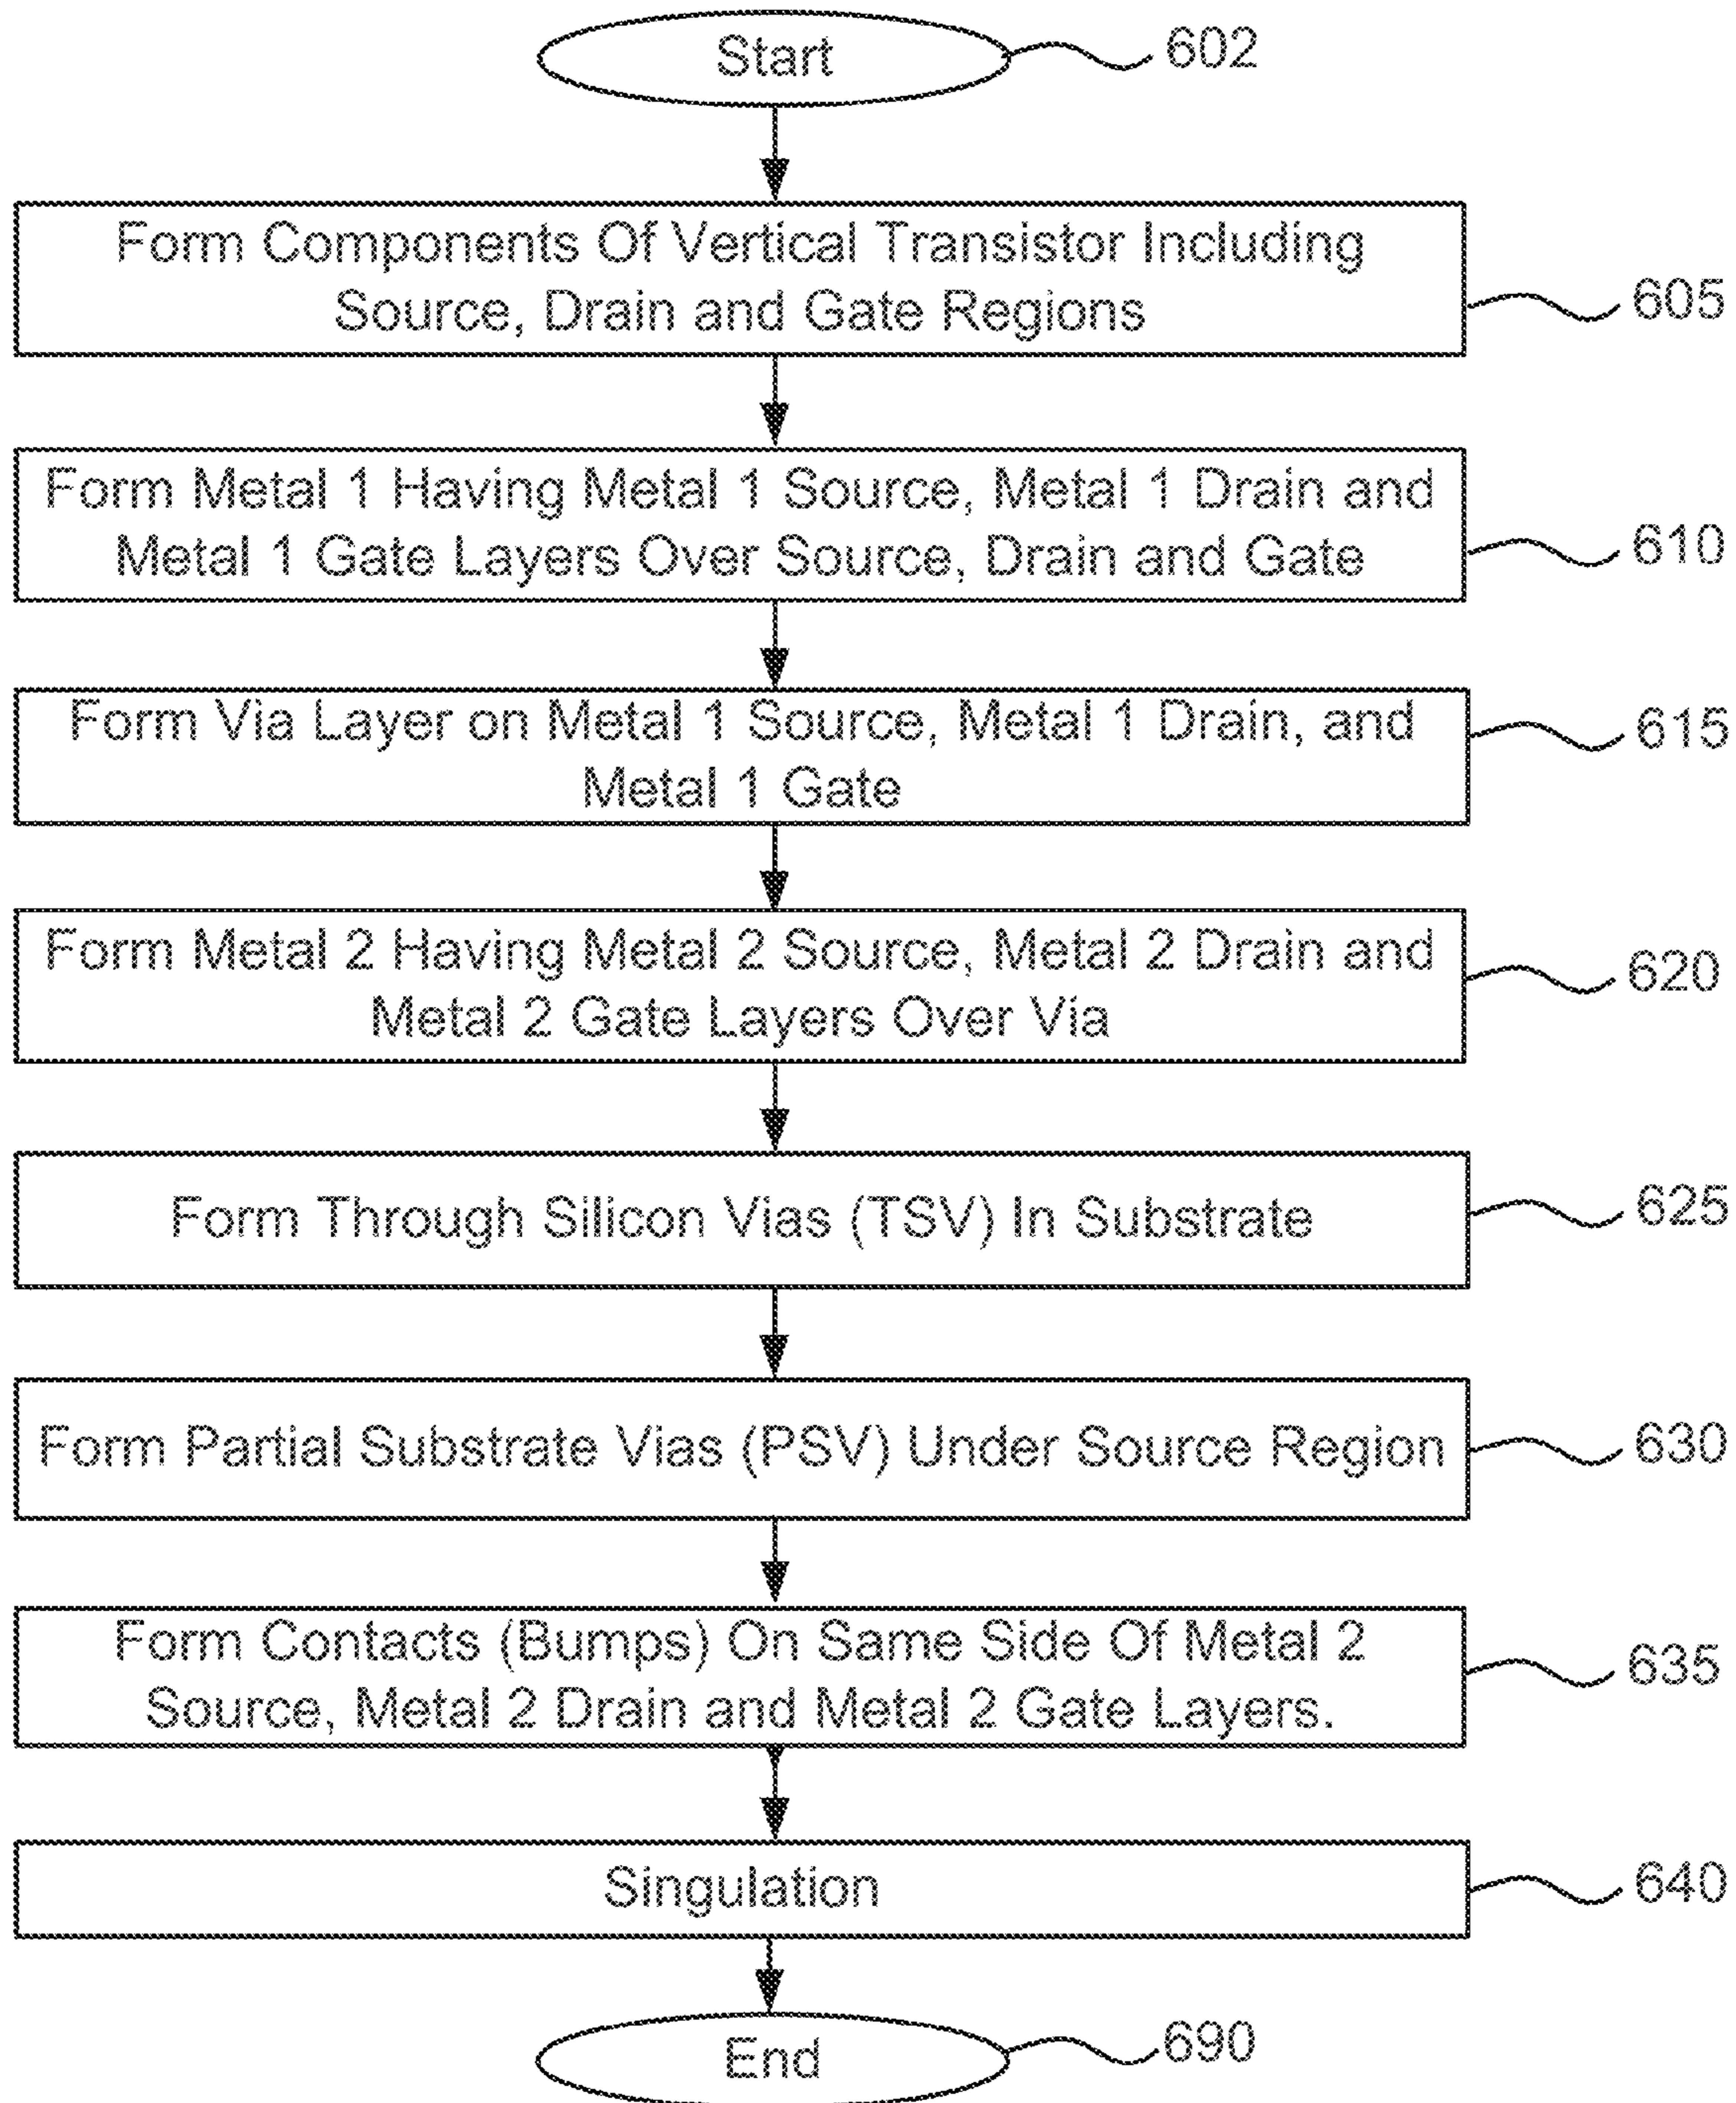 Start
602
Form Components Of Vertical Transistor Including
Source, Drain and Gate Regions
605
Form Metal 1 Having Metal 1 Source, Metal 1 Drain and
Metal 1 Gate Layers Over Source, Drain and Gate
610
Form Via Layer on Metal 1 Source, Metal 1 Drain, and
Metal 1 Gate
615
Form Metal 2 Having Metal 2 Source, Metal 2 Drain and
Metal 2 Gate Layers Over Via
620
Form Through Silicon Vias (TSV) In Substrate
625
Form Partial Substrate Vias (PSV) Under Source Region
630
Form Contacts (Bumps) On Same Side Of Metal 2
Source, Metal 2 Drain and Metal 2 Gate Layers.
635
Singulation
640
End
690